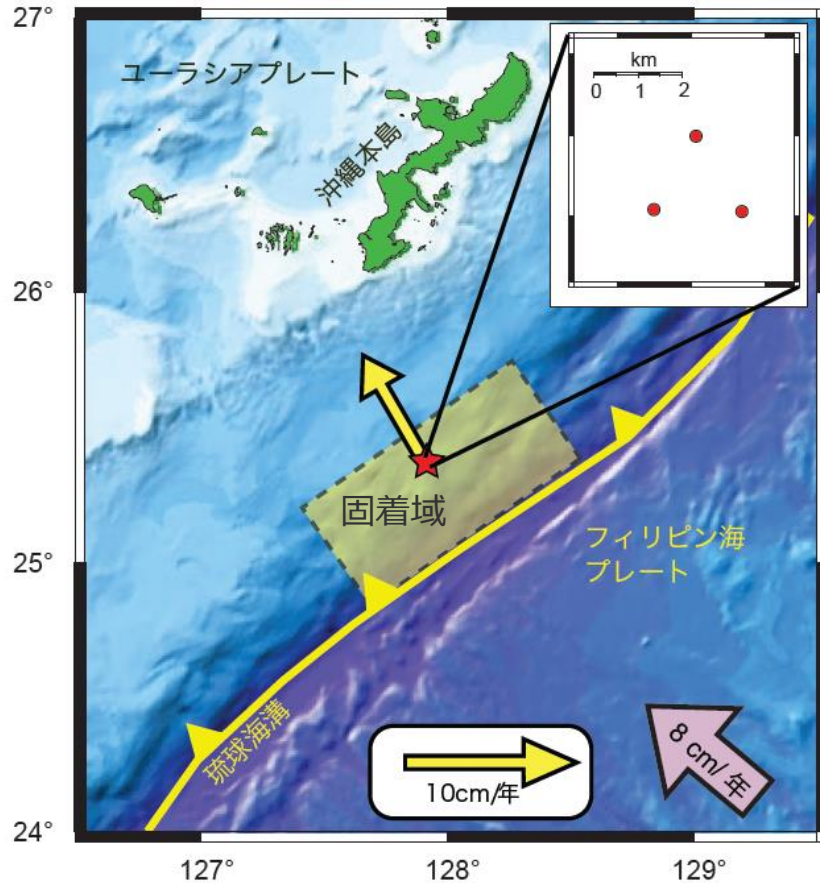 27°
ユーラシアプレート
沖縄本島
km
0 1 2
26°
固着域
25°
フィリピン海
プレート
琉球海溝
10cm/年
8 cm/年
24°
127°
128°
129°